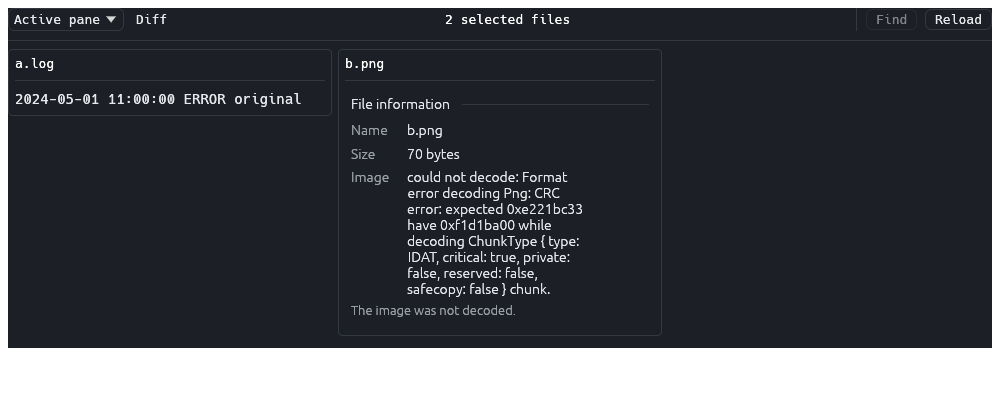 Active pane ▼ Diff 2 selected files Find Reload
a.log
2024-05-01 11:00:00 ERROR original
b.png
File information
Name b.png
Size 70 bytes
Image could not decode: Format
error decoding Png: CRC
error: expected 0xe221bc33
have 0xf1d1ba00 while
decoding ChunkType { type:
IDAT, critical: true, private:
false, reserved: false,
safecopy: false } chunk.
The image was not decoded.